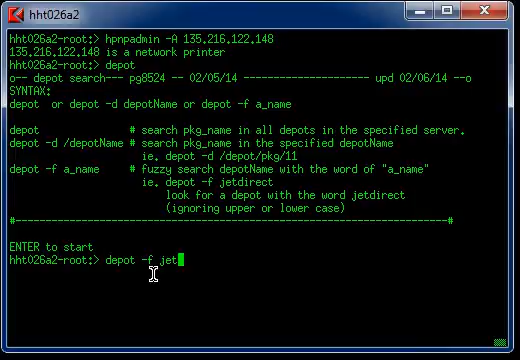 hht026a2
hht026a2-root:> hpnpadmin -A 135.216.122.148
135.216.122.148 is a network printer
hht026a2-root:> depot
o-- depot search--- pg8524 -- 02/05/14 --------------------- upd 02/06/14 --o
SYNTAX:
depot  or depot -d depotName or depot -f a_name
depot               # search pkg_name in all depots in the specified server.
depot -d /depotName # search pkg_name in the specified depotName
ie. depot -d /depot/pkg/11
depot -f a_name     # fuzzy search depotName with the word of "a_name"
ie. depot -f jetdirect
look for a depot with the word jetdirect
(ignoring upper or lower case)
#-------------------------------------------------------------------------#
ENTER to start
hht026a2-root:> depot -f jet